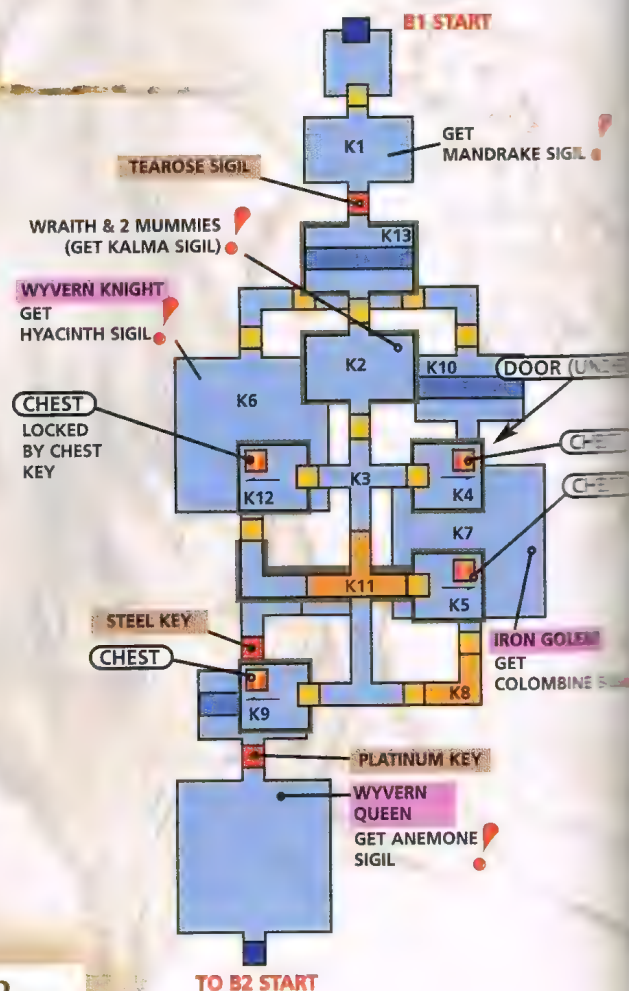 B1 START
K1
GET
MANDRAKE SIGIL
TEAROSE SIGIL
K13
WRAITH & 2 MUMMIES
(GET KALMA SIGIL)
WYVERN KNIGHT
GET
HYACINTH SIGIL
K2
K10
DOOR
K6
CHEST
LOCKED
BY CHEST
KEY
K3
K12
K4
K7
K11
K5
STEEL KEY
CHEST
IRON GOLEM
GET
COLOMBINE
K8
K9
PLATINUM KEY
WYVERN
QUEEN
GET ANEMONE
SIGIL
TO B2 START